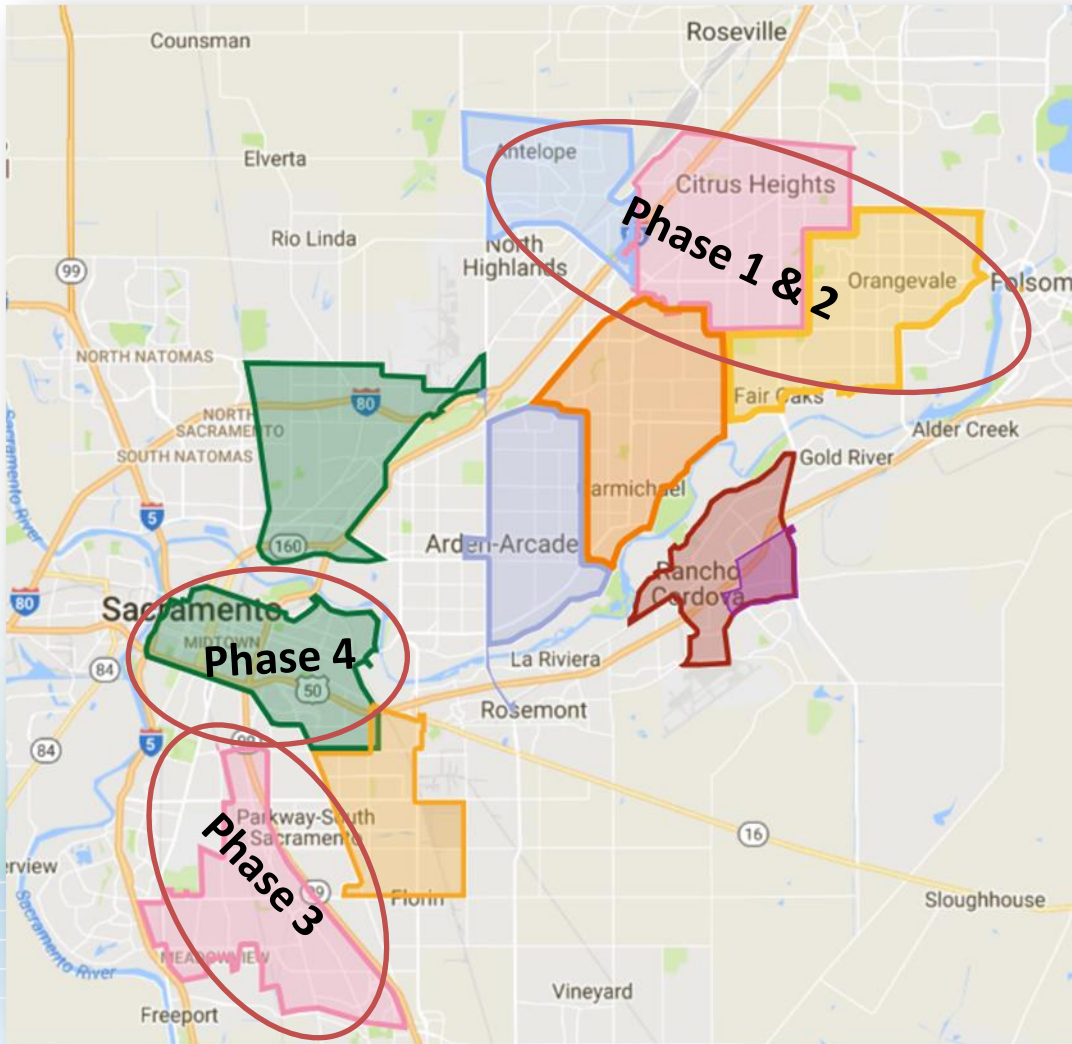 Counsman
Roseville
Elverta
Antelope
Citrus Heights
Rio Linda
North
Highlands
99
Phase 1 & 2
Orangevale
Folsom
NORTH NATOMAS
80
Fair Oaks
NORTH
SACRAMENTO
SOUTH NATOMAS
Alder Creek
Gold River
Sacramento River
Carmichael
5
160
Arden-Arcade
Rancho
Cordova
80
Sacramento
MIDTOWN
Phase 4
La Riviera
84
50
Rosemont
84
5
99
Parkway-South
Sacramento
16
Phase 3
erview
99
Florin
Sloughhouse
Sacramento River
MEADOWVIEW
Vineyard
Freeport